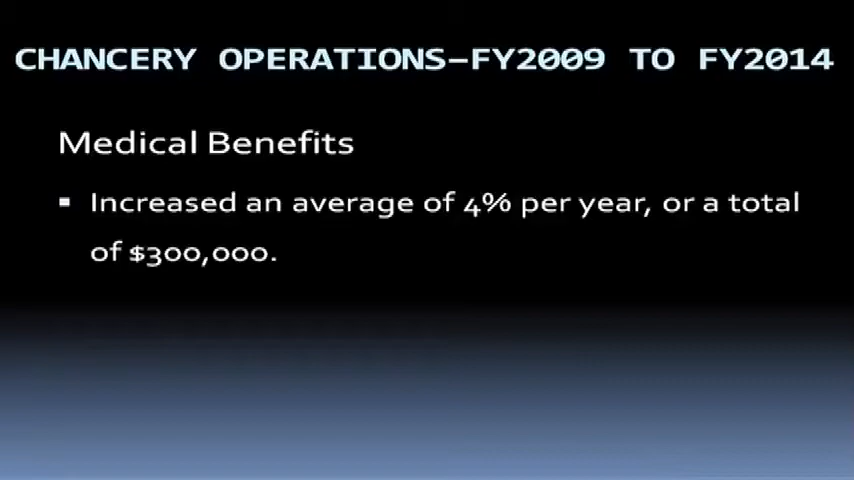 CHANCERY OPERATIONS–FY2009 TO FY2014
Medical Benefits
▪ Increased an average of 4% per year, or a total
of $300,000.